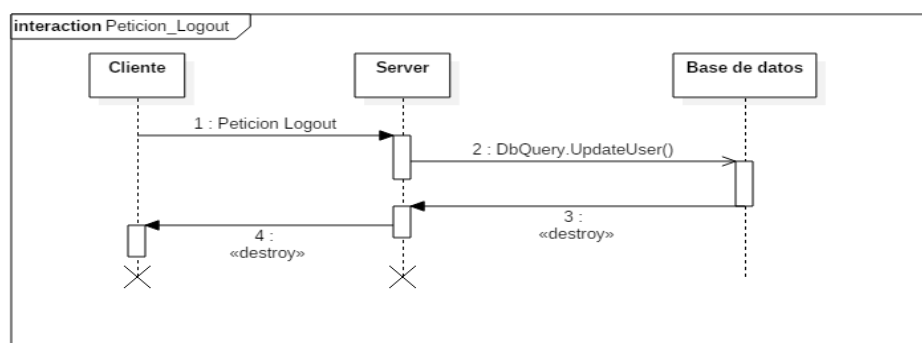 interaction Peticion_Logout
Cliente
Server
Base de datos
1 : Peticion Logout
2 : DbQuery.UpdateUser()
3 :
«destroy»
4 :
«destroy»